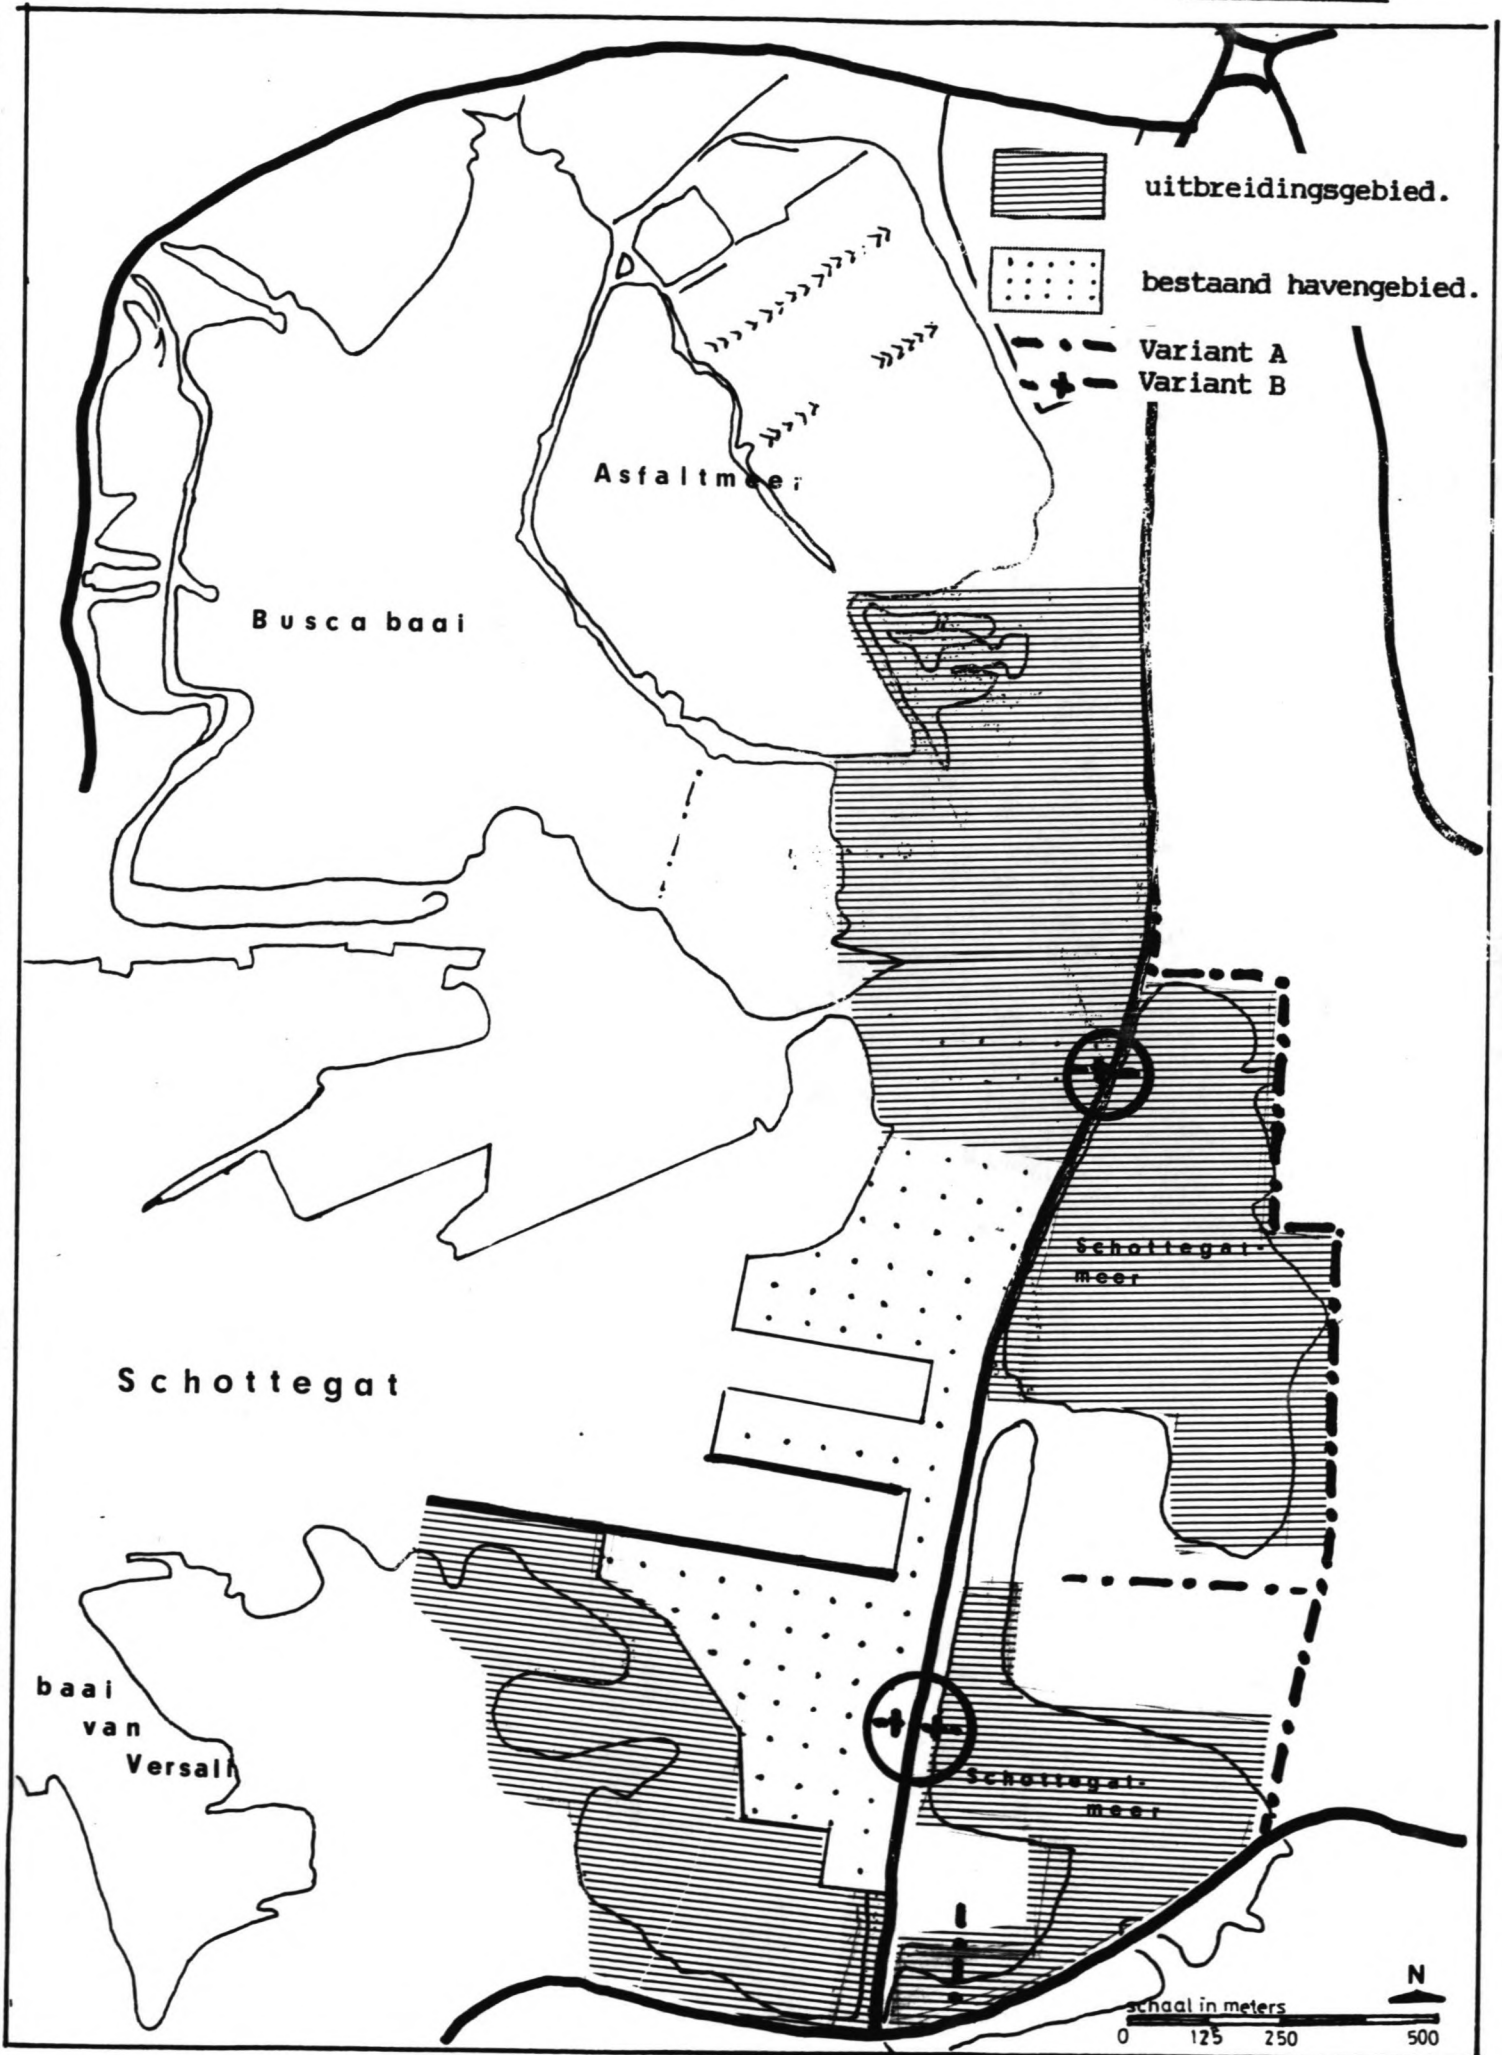 uitbreidingsgebied.
bestaand havengebied.
Variant A
Variant B
Asfaltmeer
Busca baai
Schottegat-
meer
Schottegat
baai
van
Versali
Schottegat-
meer
N
schaal in meters
0 125 250 500